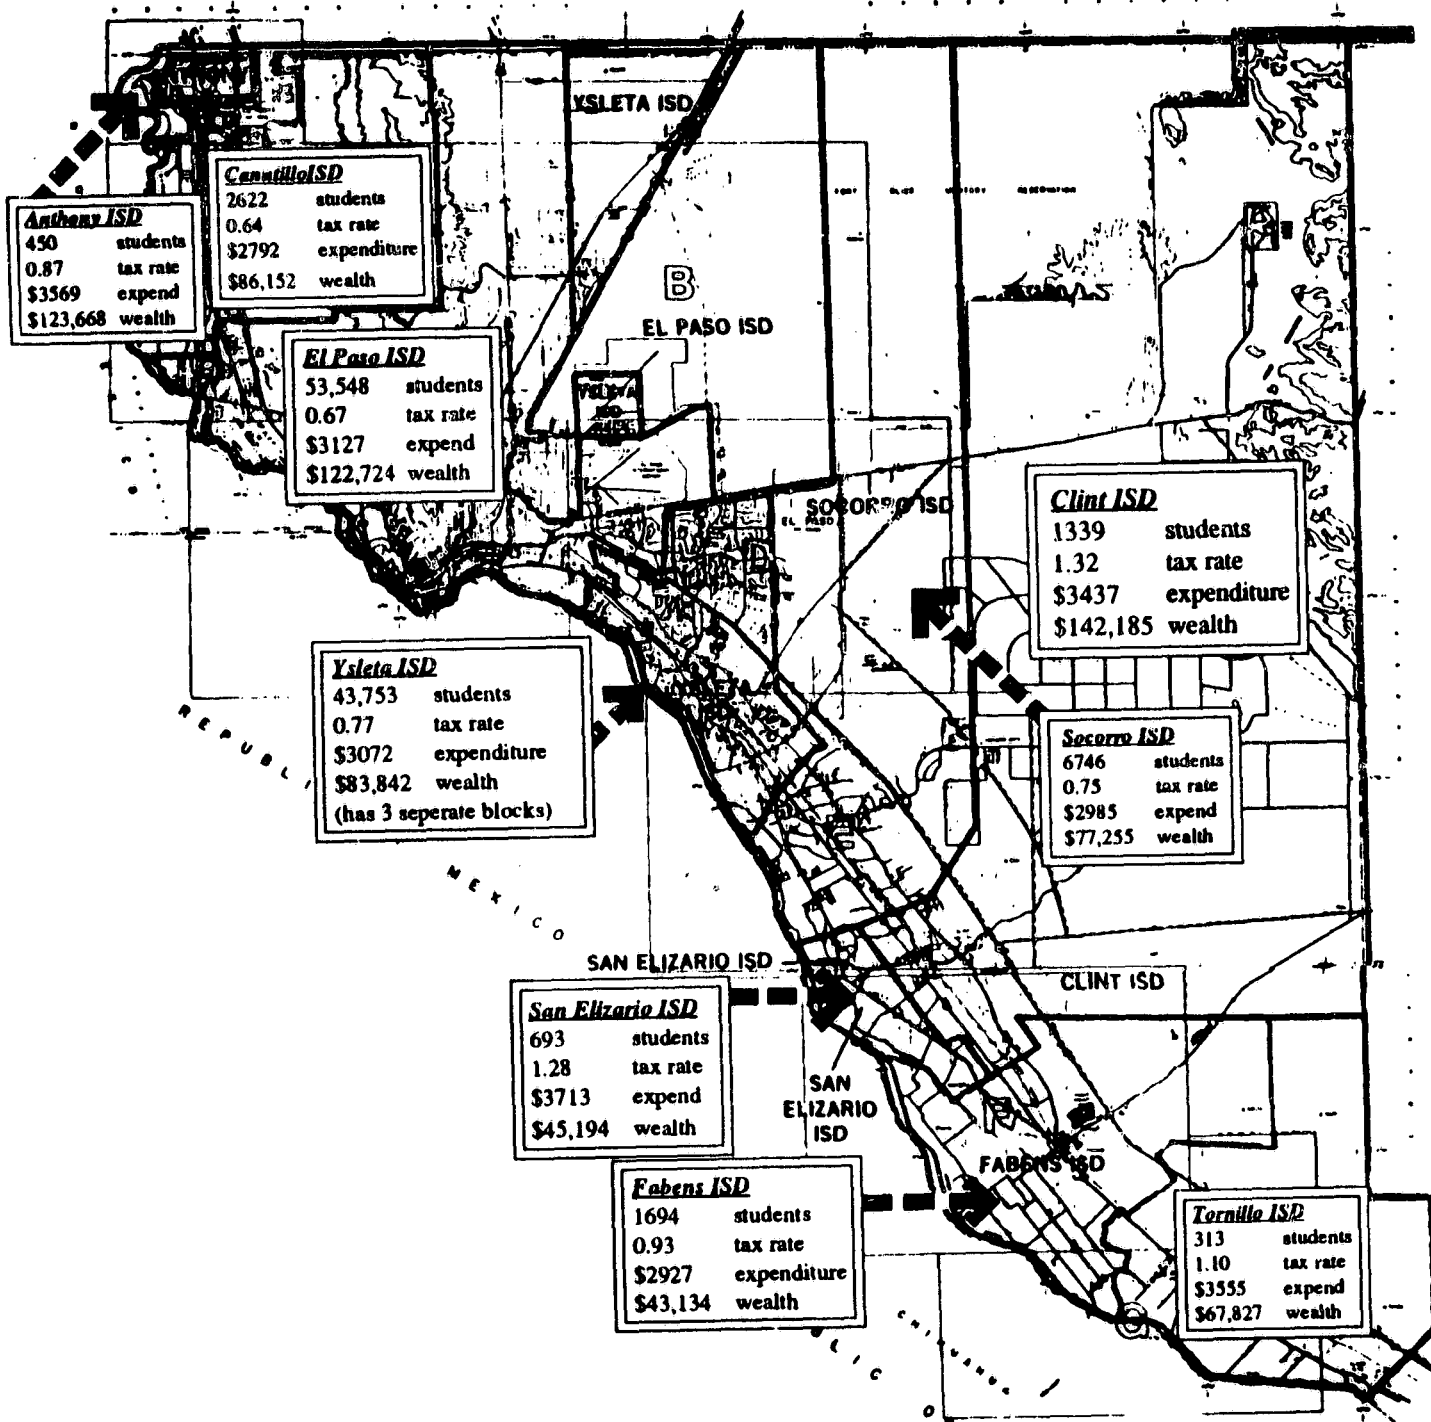 YSLETA ISD
CanutilloISD
2622 students
0.64 tax rate
$2792 expenditure
$86,152 wealth
Anthony ISD
450 students
0.87 tax rate
$3569 expend
$123,668 wealth
B
EL PASO ISD
El Paso ISD
53,548 students
0.67 tax rate
$3127 expend
$122,724 wealth
YSLETA
ISD
SOCORRO ISD
EL PASO
Clint ISD
1339 students
1.32 tax rate
$3437 expenditure
$142,185 wealth
Ysleta ISD
43,753 students
0.77 tax rate
$3072 expenditure
$83,842 wealth
(has 3 seperate blocks)
Socorro ISD
6746 students
0.75 tax rate
$2985 expend
$77,255 wealth
REPUBLI
MEXICO
SAN ELIZARIO ISD
CLINT ISD
San Elizario ISD
693 students
1.28 tax rate
$3713 expend
$45,194 wealth
SAN
ELIZARIO
ISD
FABENS ISD
Fabens ISD
1694 students
0.93 tax rate
$2927 expenditure
$43,134 wealth
Tornillo ISD
313 students
1.10 tax rate
$3555 expend
$67,827 wealth